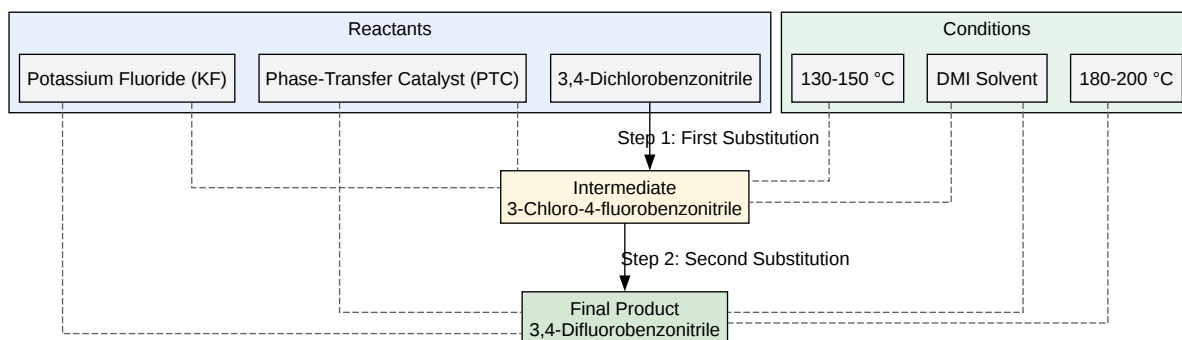 Reactants
Conditions
Potassium Fluoride (KF)
Phase-Transfer Catalyst (PTC)
3,4-Dichlorobenzonitrile
130-150 °C
DMI Solvent
180-200 °C
Step 1: First Substitution
Intermediate
3-Chloro-4-fluorobenzonitrile
Step 2: Second Substitution
Final Product
3,4-Difluorobenzonitrile